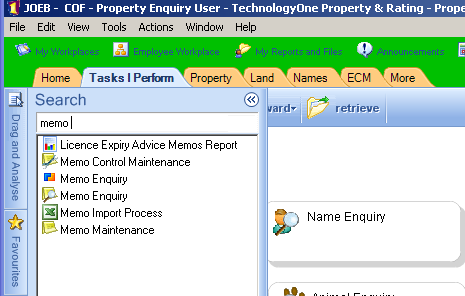 JOEB - COF - Property Enquiry User - TechnologyOne Property & Rating - Prope
File Edit View Tools Actions Window Help
My Workplaces Employee Workplace My Reports and Files Announcements
Home Tasks I Perform Property Land Names ECM More
Drag and Analyse
Favourites
Search
memo
Licence Expiry Advice Memos Report
Memo Control Maintenance
Memo Enquiry
Memo Enquiry
Memo Import Process
Memo Maintenance
ward retrieve
Name Enquiry
Animal Enquiry